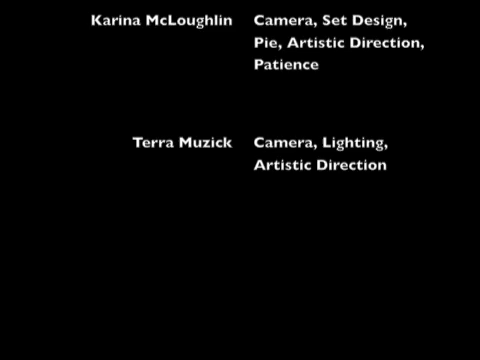 Karina McLoughlin Camera, Set Design,
Pie, Artistic Direction,
Patience
Terra Muzick Camera, Lighting,
Artistic Direction